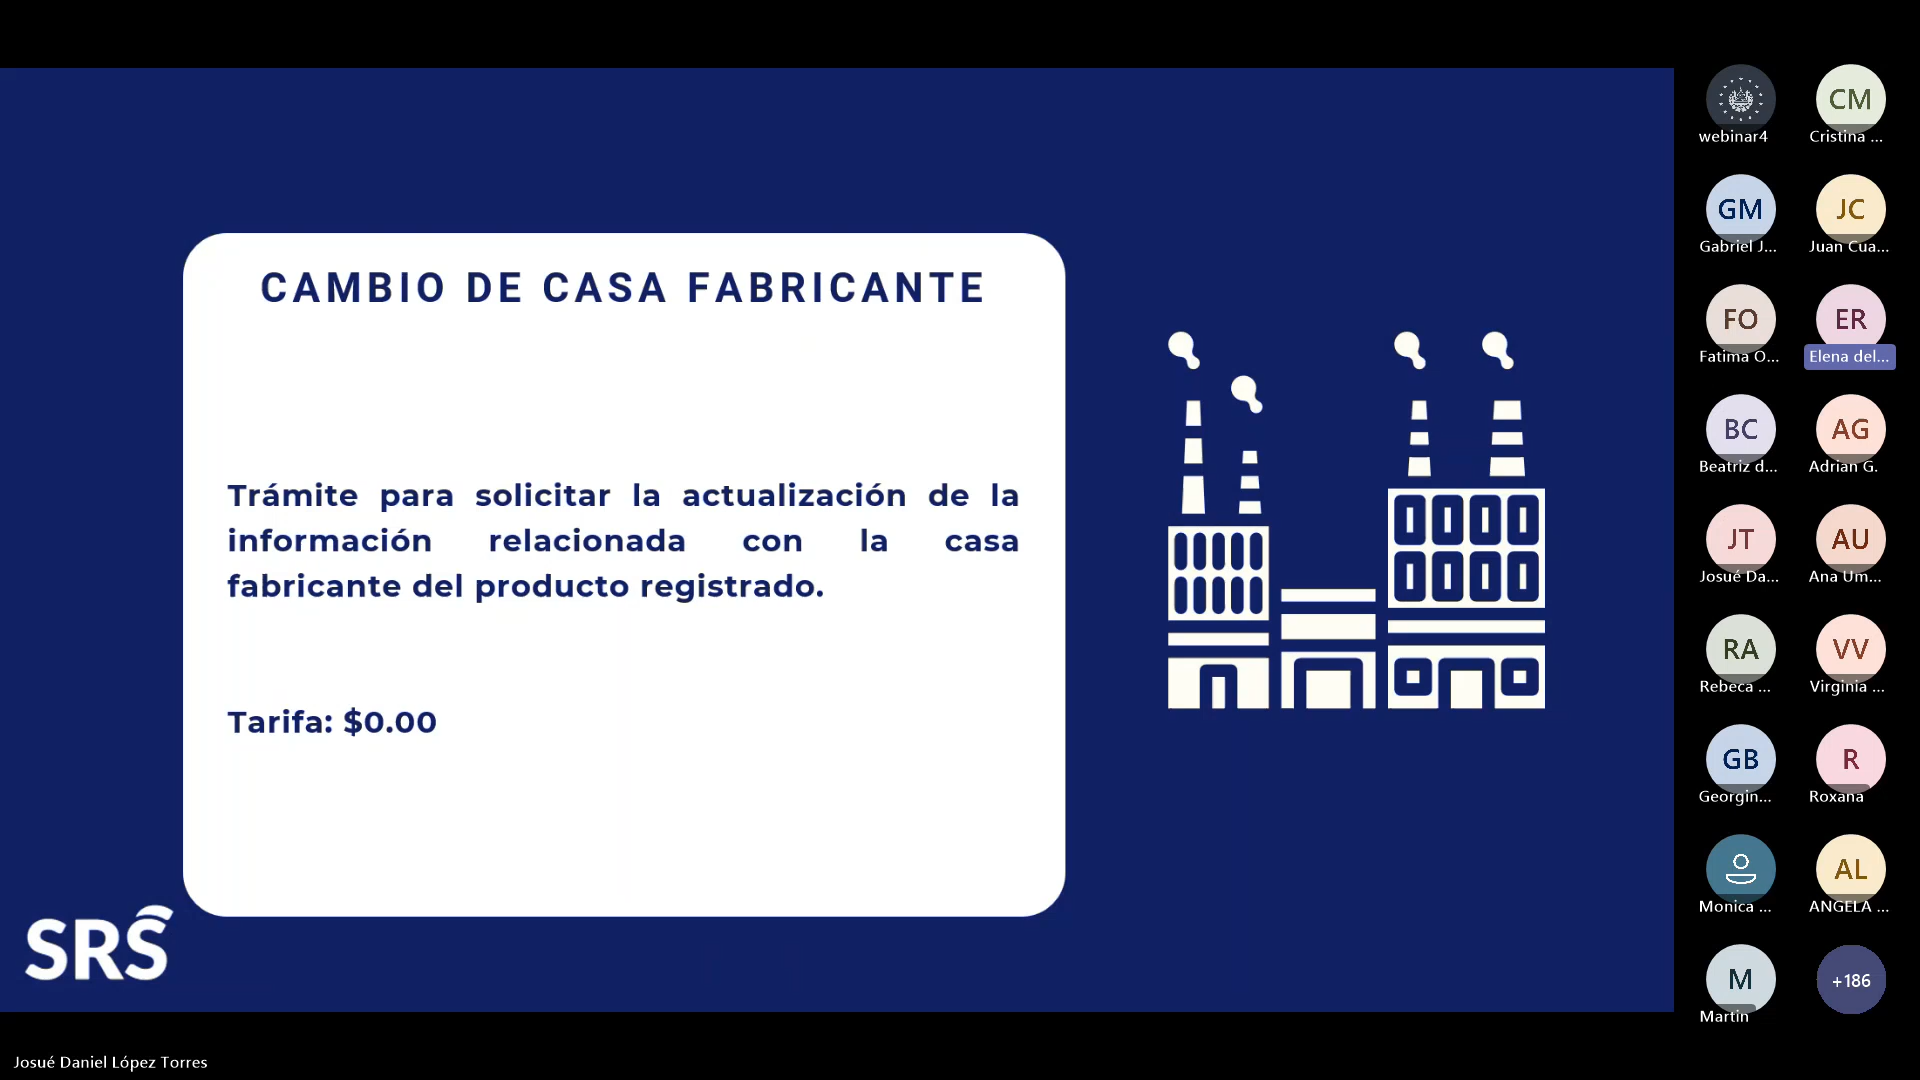 CAMBIO DE CASA FABRICANTE
Trámite para solicitar la actualización de la
información relacionada con la casa
fabricante del producto registrado.
Tarifa: $0.00
SRS
webinar4
CM
Cristina ...
GM
Gabriel J...
JC
Juan Cua...
FO
Fatima O...
ER
Elena del...
BC
Beatriz d...
AG
Adrian G.
JT
Josué Da...
AU
Ana Um...
RA
Rebeca ...
VV
Virginia ...
GB
Georgin...
R
Roxana
Monica ...
AL
ANGELA ...
M
Martin
+186
Josué Daniel López Torres